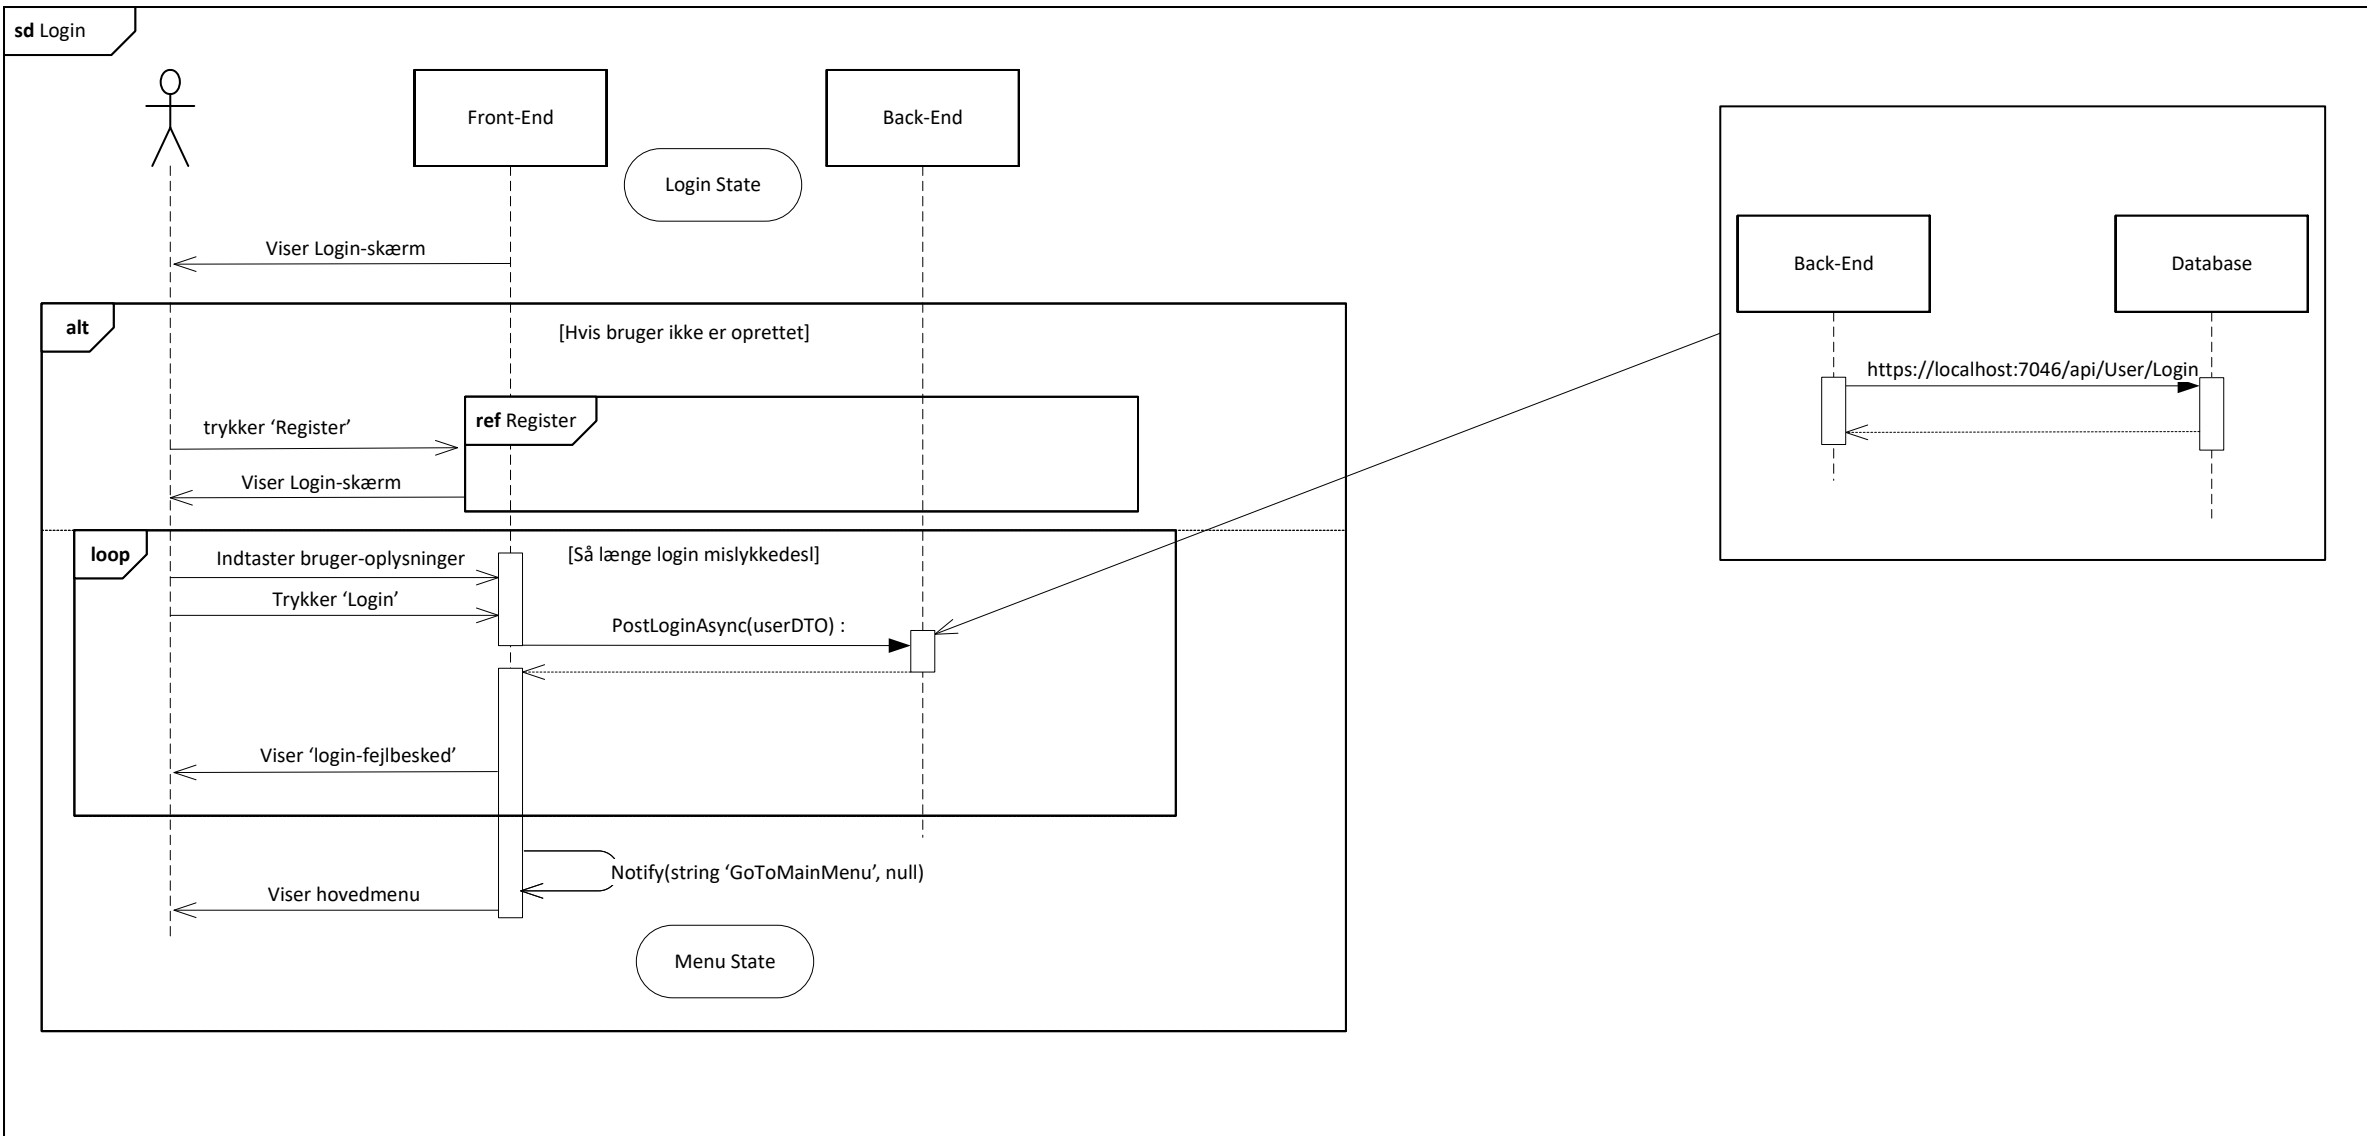 sd Login
Front-End
Back-End
Login State
Viser Login-skærm
Back-End
Database
https://localhost:7046/api/User/Login
alt
[Hvis bruger ikke er oprettet]
ref Register
trykker ‘Register’
Viser Login-skærm
loop
[Så længe login mislykkedesl]
Indtaster bruger-oplysninger
Trykker ‘Login’
PostLoginAsync(userDTO) :
Viser ‘login-fejlbesked’
Notify(string ‘GoToMainMenu’, null)
Viser hovedmenu
Menu State